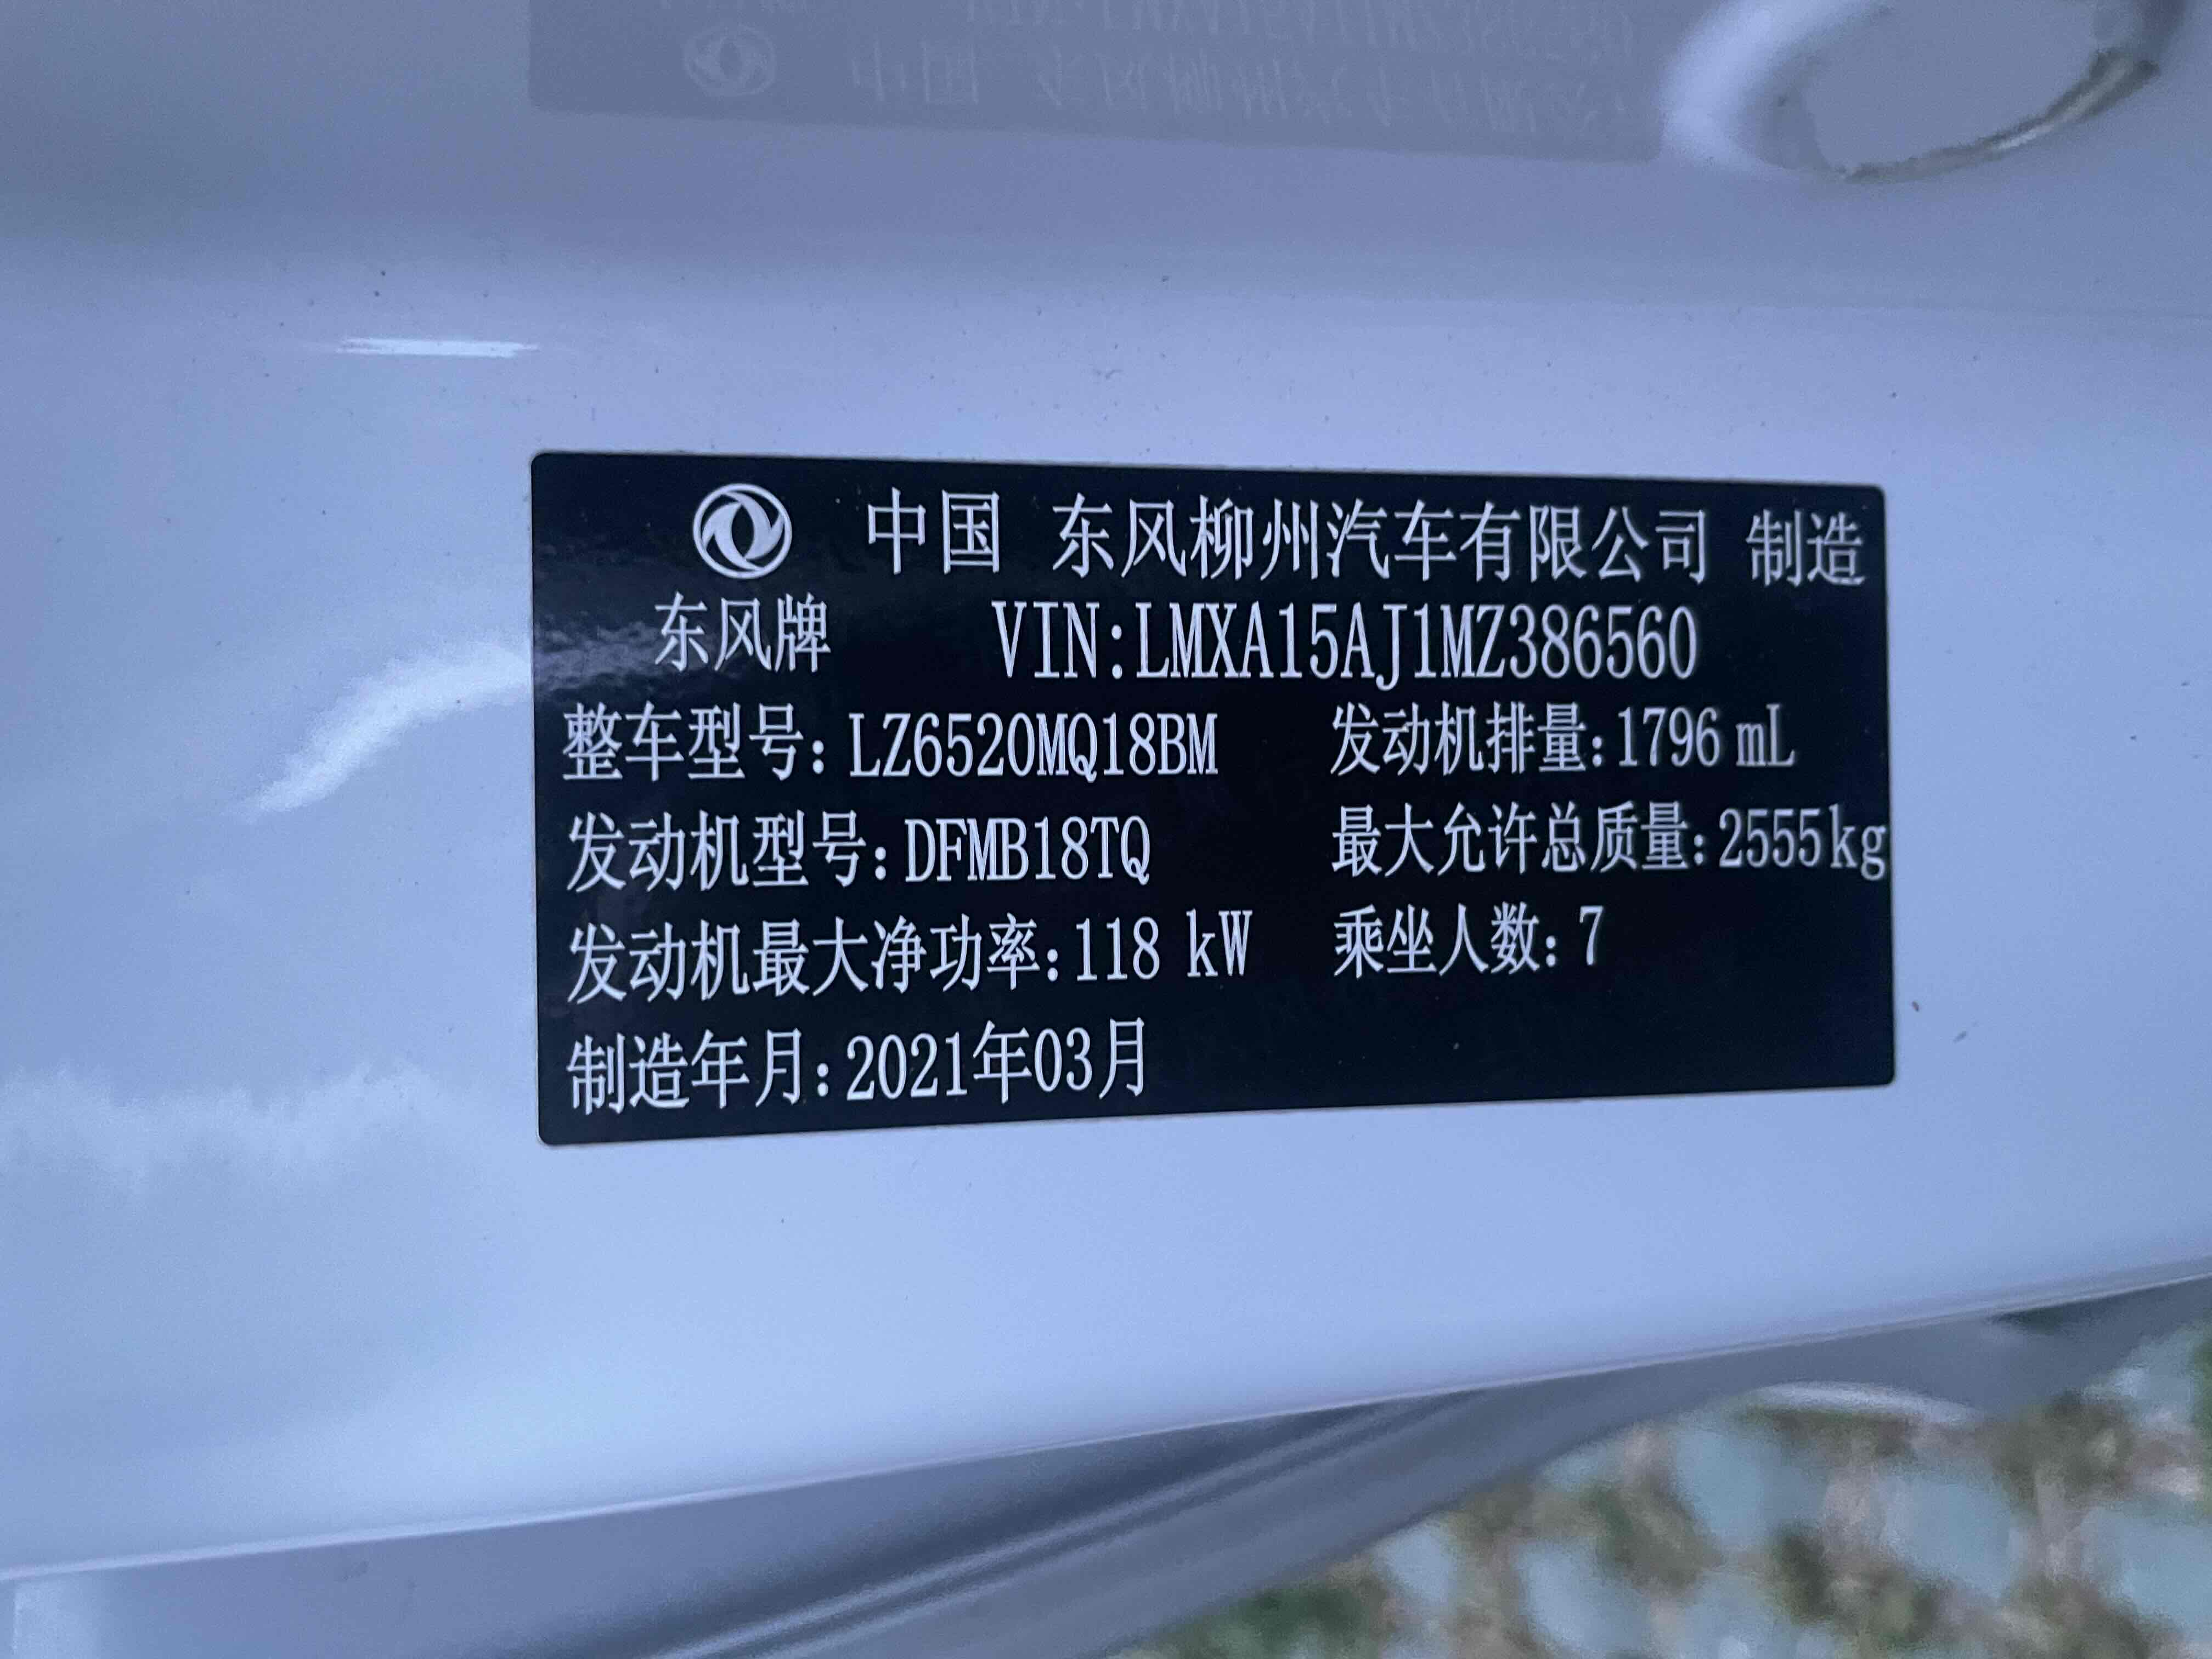 中国 东风柳州汽车有限公司 制造
东风牌 VIN:LMXA15AJ1MZ386560
整车型号:LZ6520MQ18BM 发动机排量:1796 mL
发动机型号:DFMB18TQ 最大允许总质量:2555kg
发动机最大净功率:118 kW 乘坐人数:7
制造年月:2021年03月